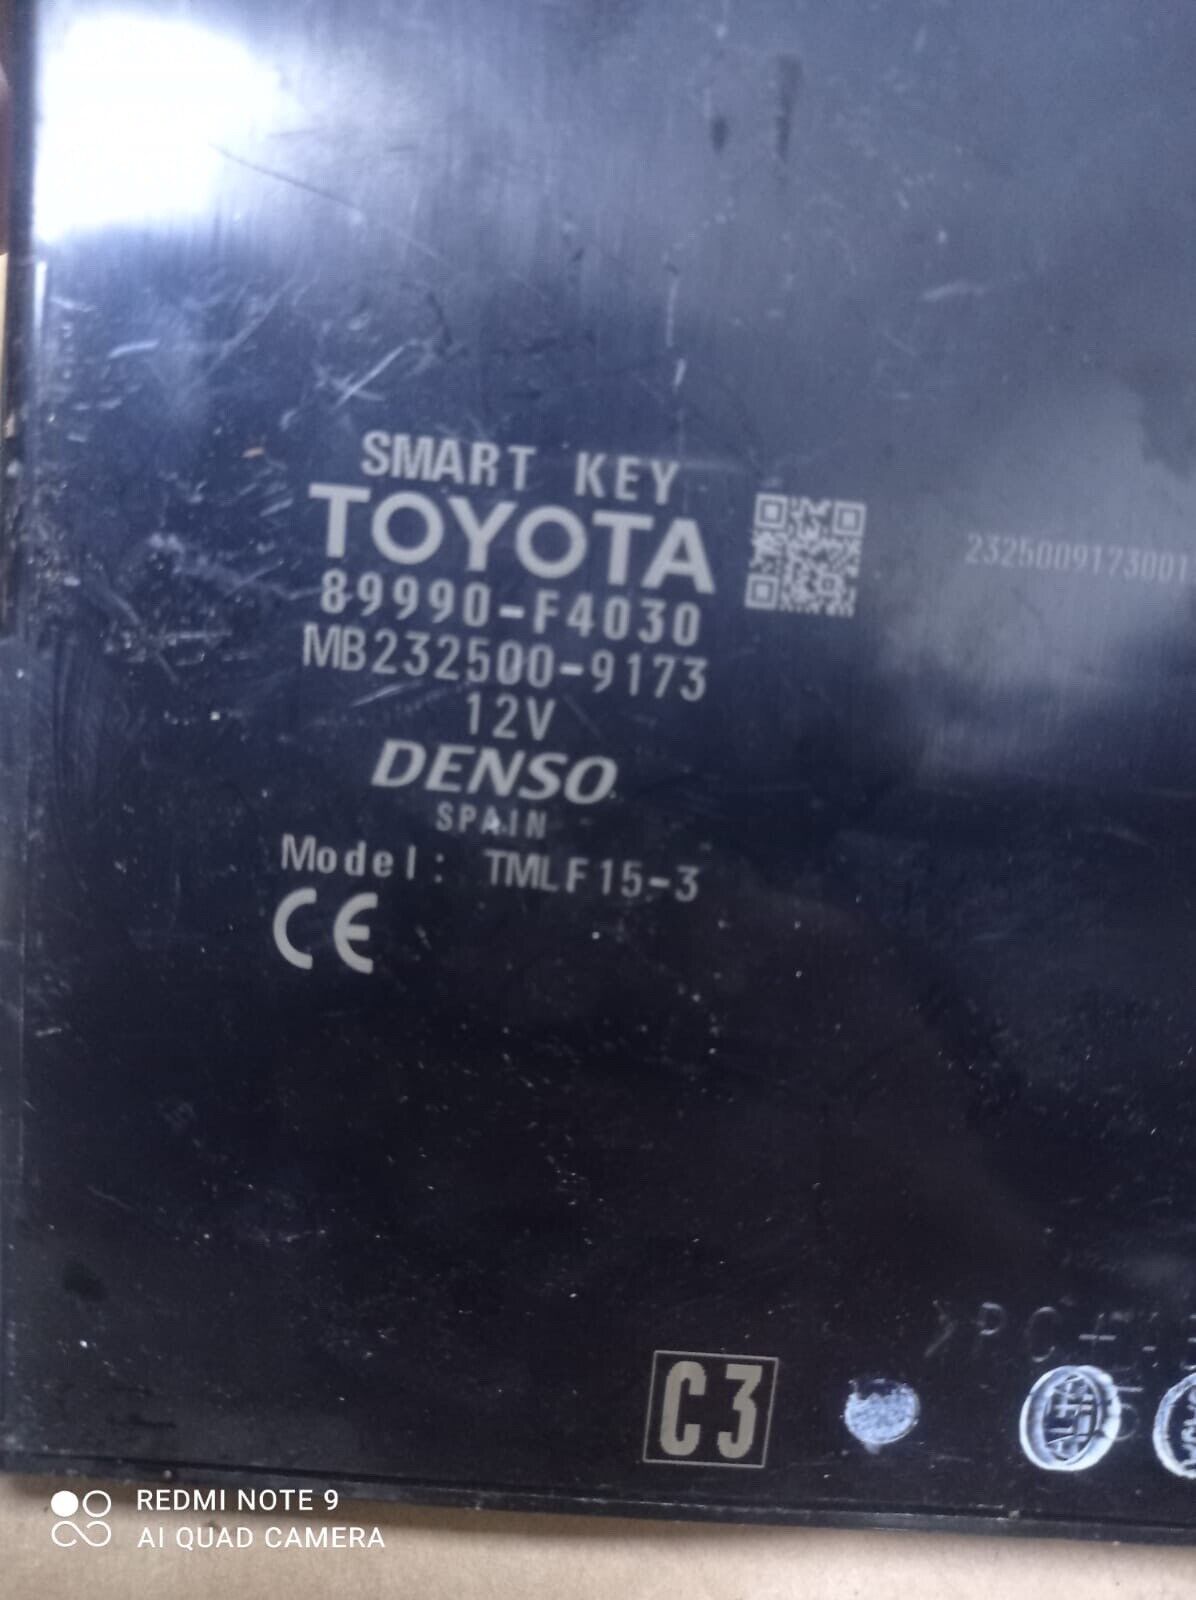 SMART KEY
TOYOTA
89990-F4030
MB232500-9173
12V
DENSO
SPAIN
Model: TMLF15-3
CE
2325009173001
>PC+
C3
REDMI NOTE 9
AI QUAD CAMERA